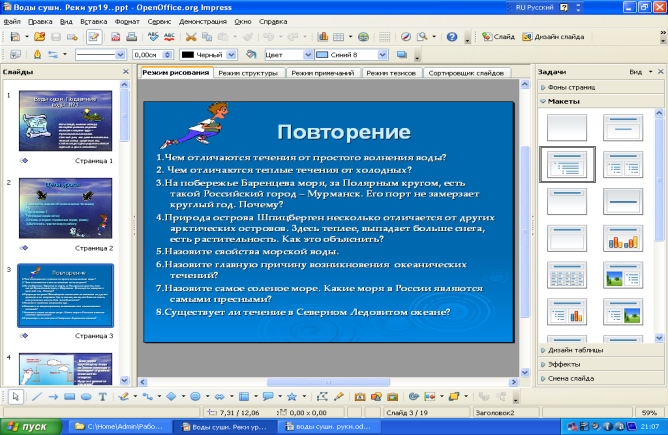 Воды суши. Реки ур19..ppt - OpenOffice.org Impress
RU Русский
Файл Правка Вид Вставка Формат Сервис Демонстрация Окно Справка
Слайд Дизайн слайда
0,00см Черный Цвет Синий 8
Слайды
Режим рисования Режим структуры Режим примечаний Режим тезисов Сортировщик слайдов
Задачи Вид
Фоны страниц
Макеты
1
Страница 1
2
Страница 2
3
Повторение
Страница 3
4
Повторение
1.Чем отличаются течения от простого волнения воды?
2. Чем отличаются теплые течения от холодных?
3.На побережье Баренцева моря, за Полярным кругом, есть
такой Российский город – Мурманск. Его порт не замерзает
круглый год. Почему?
4.Природа острова Шпицберген несколько отличается от других
арктических островов. Здесь теплее, выпадает больше снега,
есть растительность. Как это объяснить?
5.Назовите свойства морской воды.
6.Назовите главную причину возникновения океанических
течений?
7.Назовите самое соленое море. Какие моря в России являются
самыми пресными?
8.Существует ли течение в Северном Ледовитом океане?
Дизайн таблицы
Эффекты
Смена слайда
7,31 / 12,06 0,00 x 0,00 Слайд 3 / 19 Заголовок2 59%
пуск C:\Home\Admin\Рабо... Воды суши. Реки ур... воды суши. руки.od... 21:07